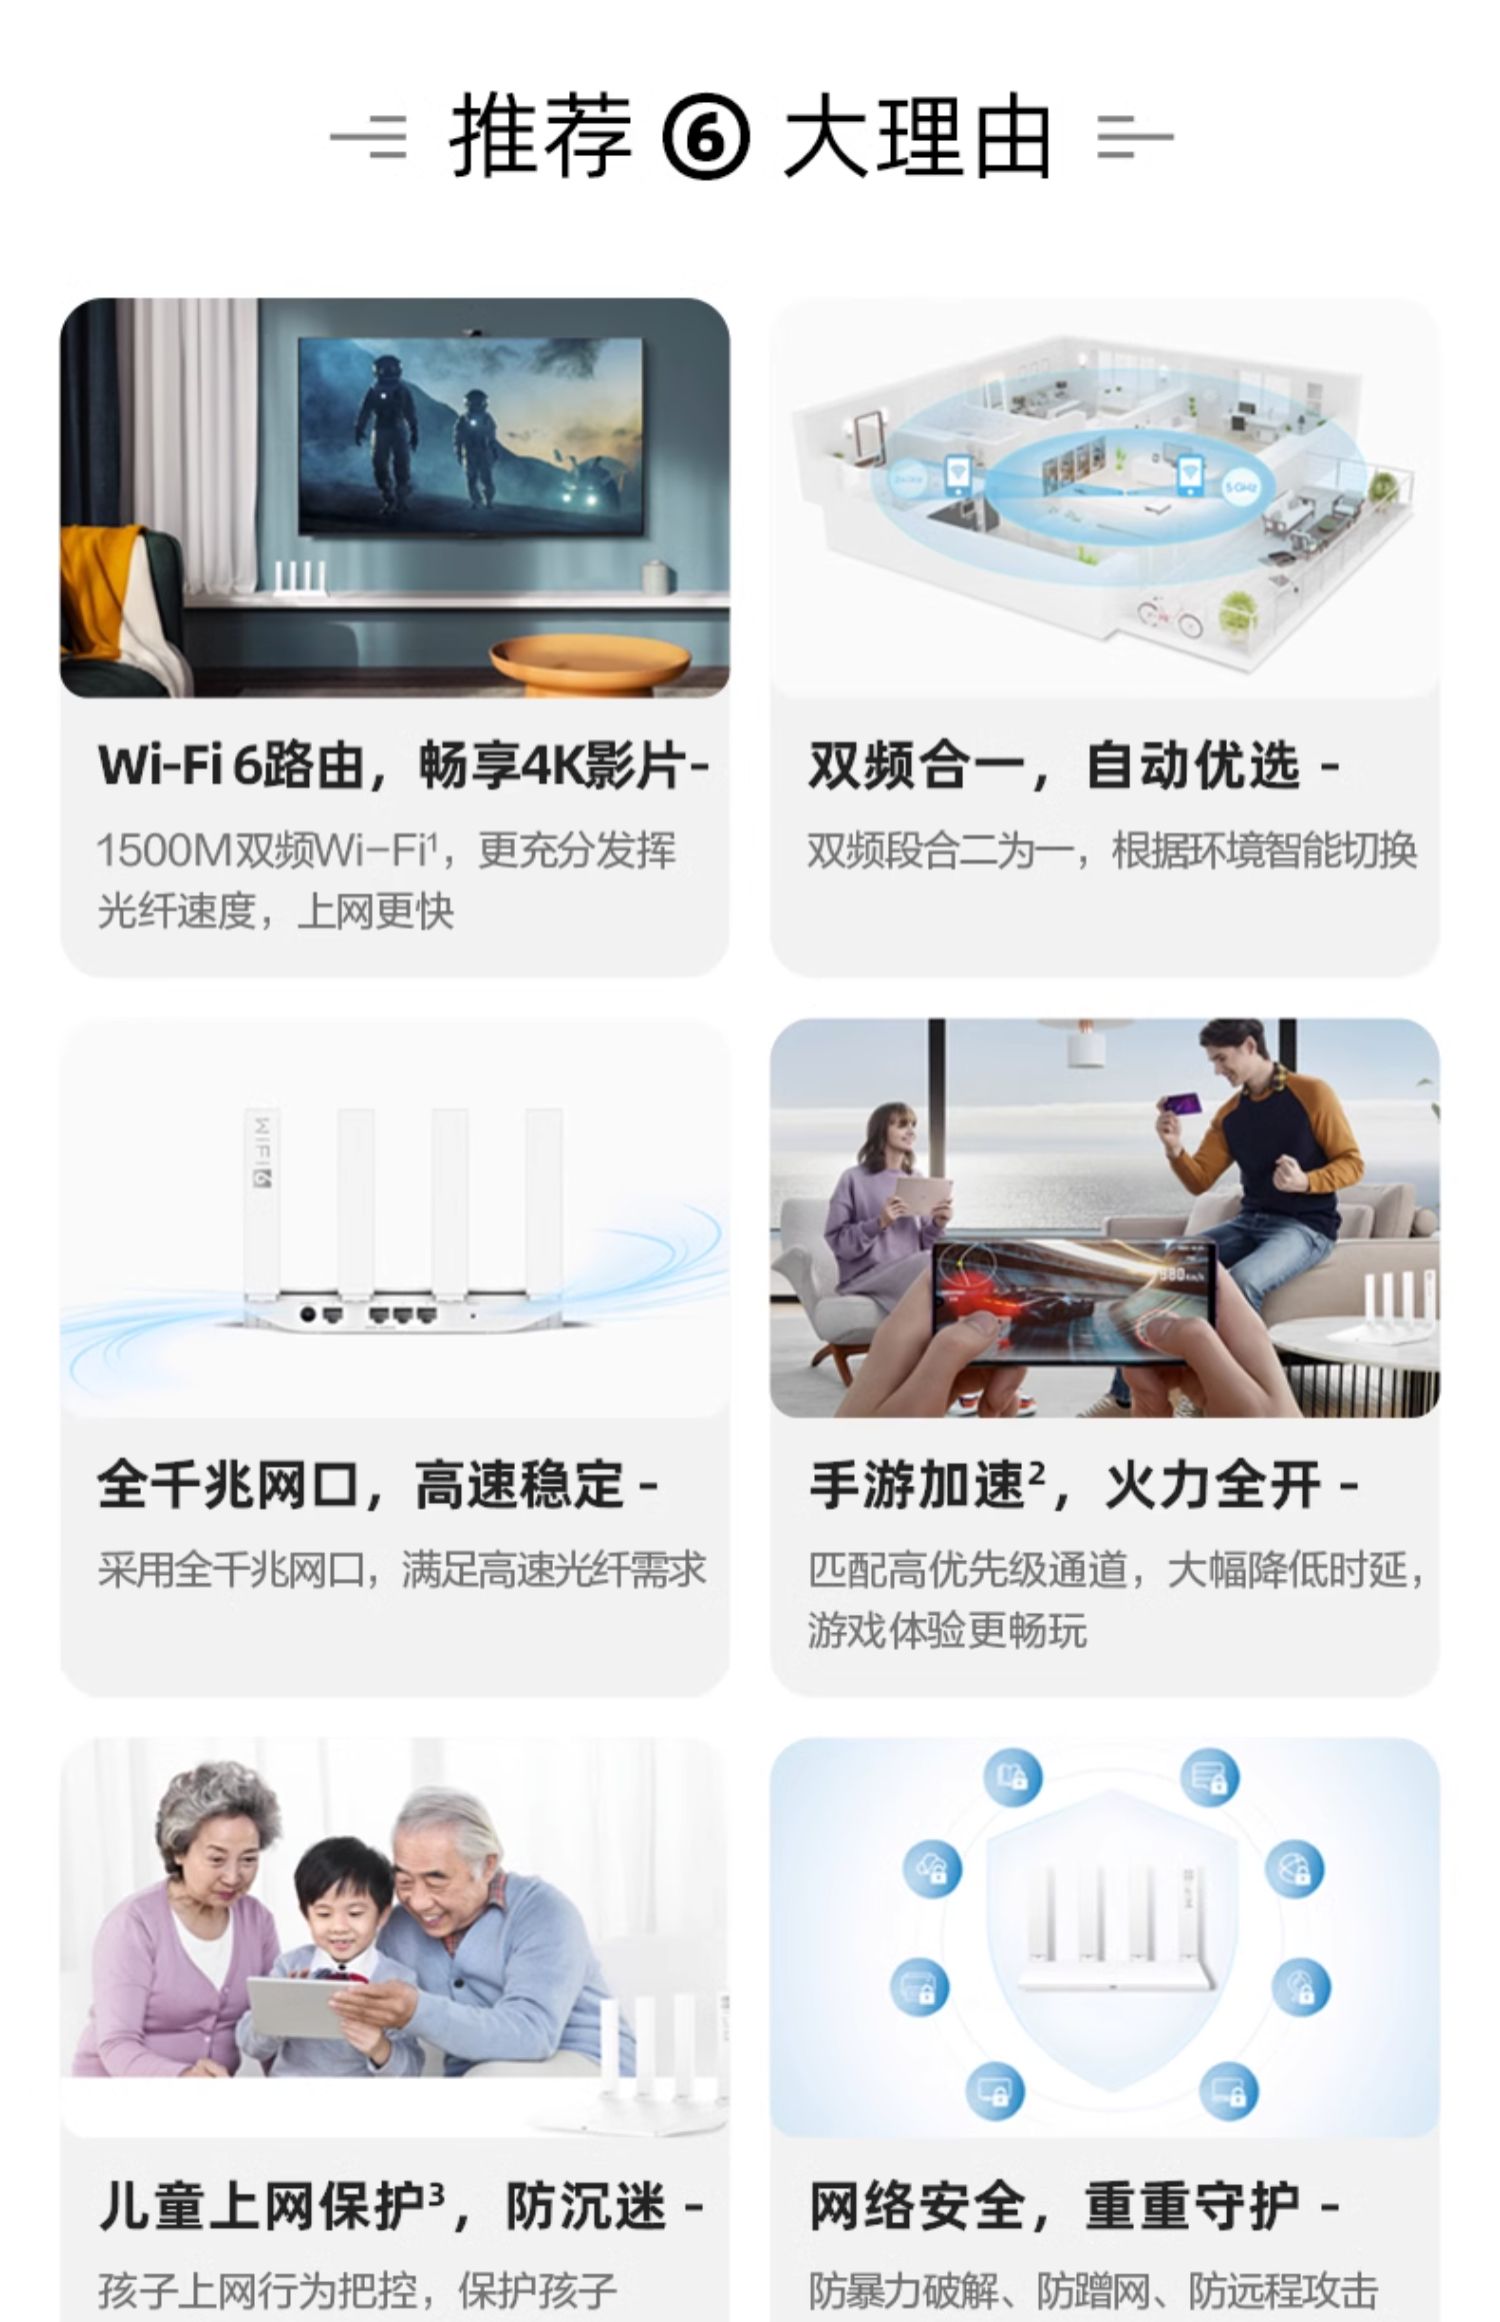 推荐 ⑥ 大理由
5GHz
Wi-Fi 6路由，畅享4K影片-
1500M双频Wi-Fi¹，更充分发挥
光纤速度，上网更快
双频合一，自动优选 -
双频段合二为一，根据环境智能切换
WIFI6
全千兆网口，高速稳定 -
采用全千兆网口，满足高速光纤需求
手游加速²，火力全开 -
匹配高优先级通道，大幅降低时延，
游戏体验更畅玩
儿童上网保护³，防沉迷 -
孩子上网行为把控，保护孩子
网络安全，重重守护 -
防暴力破解、防蹭网、防远程攻击